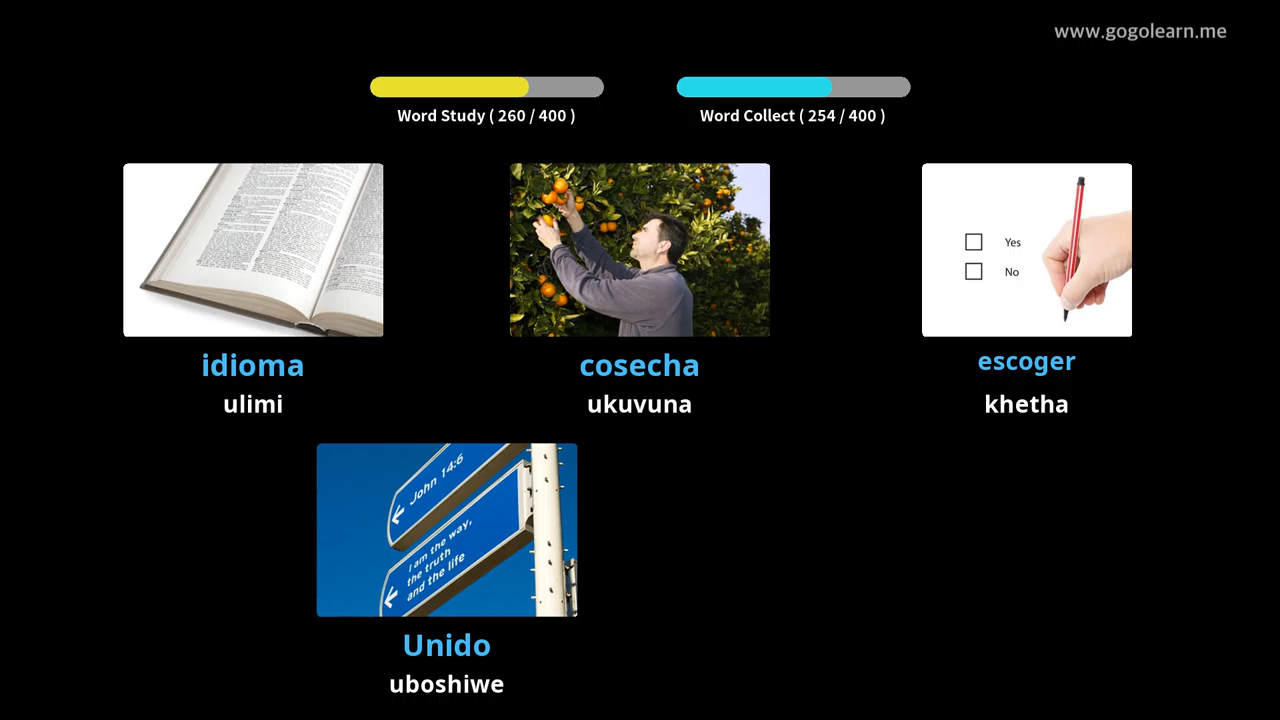 www.gogolearn.me
Word Study ( 260 / 400 )
Word Collect ( 254 / 400 )
Yes
No
idioma
cosecha
escoger
ulimi
ukuvuna
khetha
John 14:6
I am the way,
the truth
and the life
Unido
uboshiwe